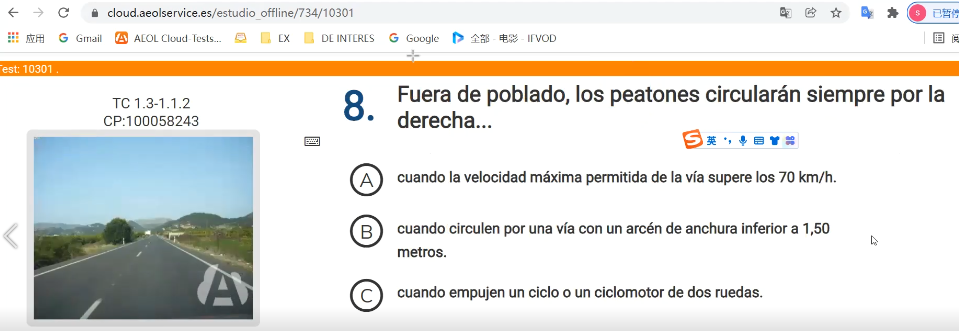 cloud.aeolservice.es/estudio_offline/734/10301
S 已暂停
应用 Gmail AEOL Cloud-Tests... EX DE INTERES Google 全部 - 电影 - IFVOD
Test: 10301 .
TC 1.3-1.1.2
CP:100058243
8. Fuera de poblado, los peatones circularán siempre por la
derecha...
英
A cuando la velocidad máxima permitida de la vía supere los 70 km/h.
B cuando circulen por una vía con un arcén de anchura inferior a 1,50
metros.
C cuando empujen un ciclo o un ciclomotor de dos ruedas.